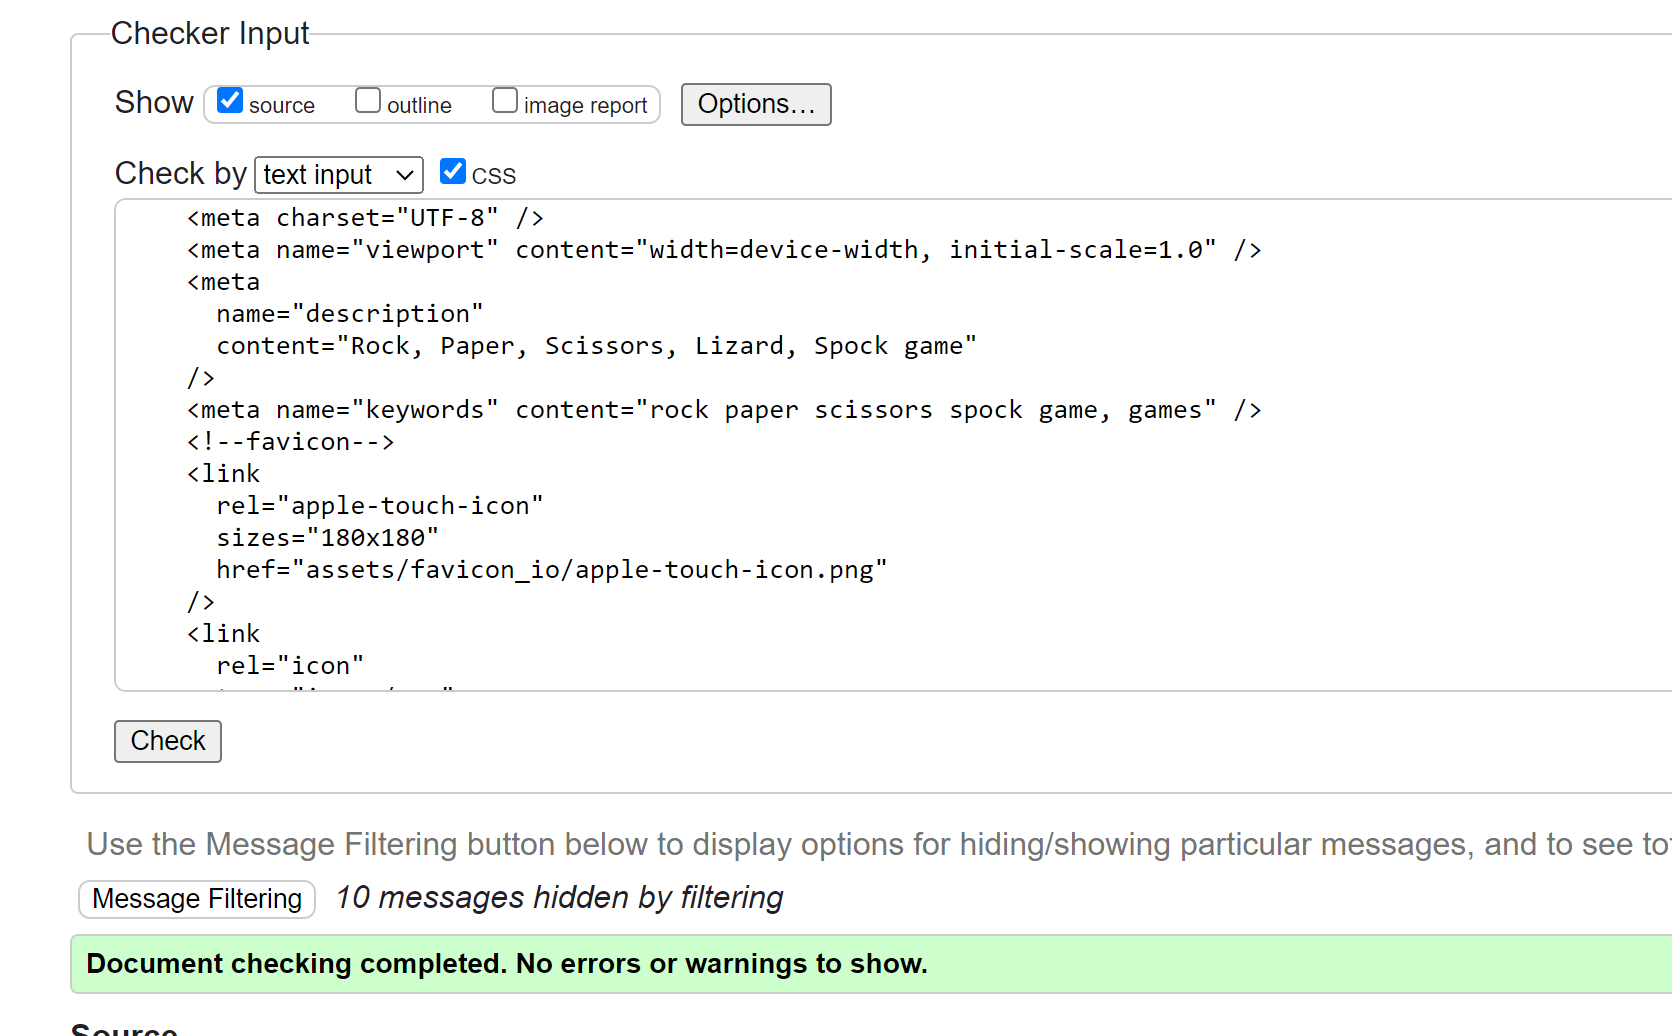 Checker Input
Show source outline image report Options...
Check by text input CSS
<meta charset="UTF-8" />
<meta name="viewport" content="width=device-width, initial-scale=1.0" />
<meta
name="description"
content="Rock, Paper, Scissors, Lizard, Spock game"
/>
<meta name="keywords" content="rock paper scissors spock game, games" />
<!--favicon-->
<link
rel="apple-touch-icon"
sizes="180x180"
href="assets/favicon_io/apple-touch-icon.png"
/>
<link
rel="icon"
Check
Use the Message Filtering button below to display options for hiding/showing particular messages, and to see
Message Filtering 10 messages hidden by filtering
Document checking completed. No errors or warnings to show.
Source